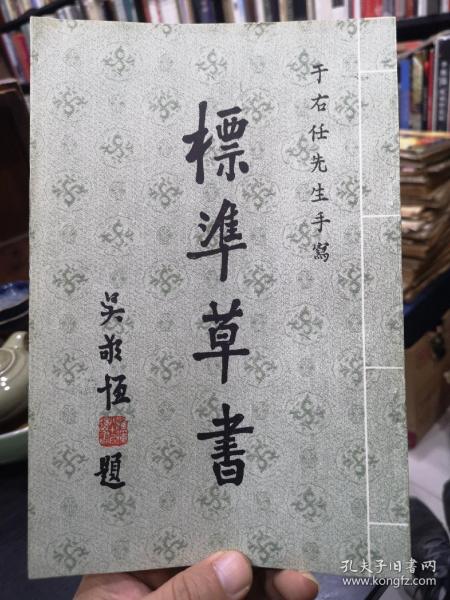 于右任先生手寫
標準草書
吳敬恆
題
孔夫子旧书网
www.kongfz.com